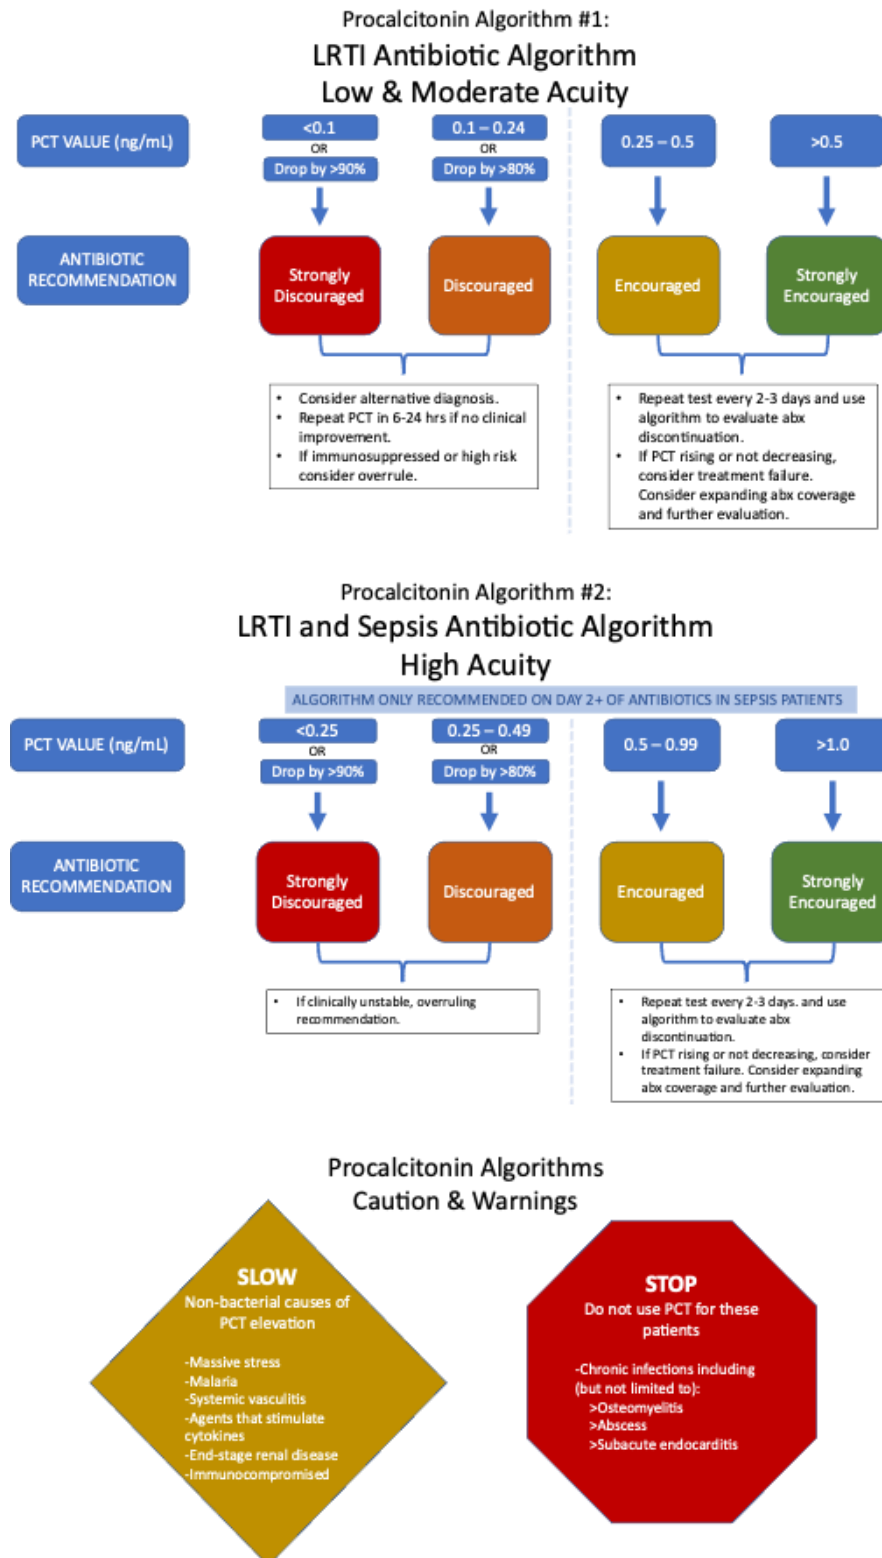 Procalcitonin Algorithm #1:
LRTI Antibiotic Algorithm
Low & Moderate Acuity
PCT VALUE (ng/mL)
<0.1
OR
Drop by >90%
0.1 – 0.24
OR
Drop by >80%
0.25 – 0.5
>0.5
ANTIBIOTIC
RECOMMENDATION
Strongly
Discouraged
Discouraged
Encouraged
Strongly
Encouraged
• Consider alternative diagnosis.
• Repeat PCT in 6-24 hrs if no clinical
improvement.
• If immunosuppressed or high risk
consider overrule.
• Repeat test every 2-3 days and use
algorithm to evaluate abx
discontinuation.
• If PCT rising or not decreasing,
consider treatment failure.
Consider expanding abx coverage
and further evaluation.
Procalcitonin Algorithm #2:
LRTI and Sepsis Antibiotic Algorithm
High Acuity
ALGORITHM ONLY RECOMMENDED ON DAY 2+ OF ANTIBIOTICS IN SEPSIS PATIENTS
PCT VALUE (ng/mL)
<0.25
OR
Drop by >90%
0.25 – 0.49
OR
Drop by >80%
0.5 – 0.99
>1.0
ANTIBIOTIC
RECOMMENDATION
Strongly
Discouraged
Discouraged
Encouraged
Strongly
Encouraged
• If clinically unstable, overruling
recommendation.
• Repeat test every 2-3 days. and use
algorithm to evaluate abx
discontinuation.
• If PCT rising or not decreasing, consider
treatment failure. Consider expanding
abx coverage and further evaluation.
Procalcitonin Algorithms
Caution & Warnings
SLOW
Non-bacterial causes of
PCT elevation
-Massive stress
-Malaria
-Systemic vasculitis
-Agents that stimulate
cytokines
-End-stage renal disease
-Immunocompromised
STOP
Do not use PCT for these
patients
-Chronic infections including
(but not limited to):
>Osteomyelitis
>Abscess
>Subacute endocarditis